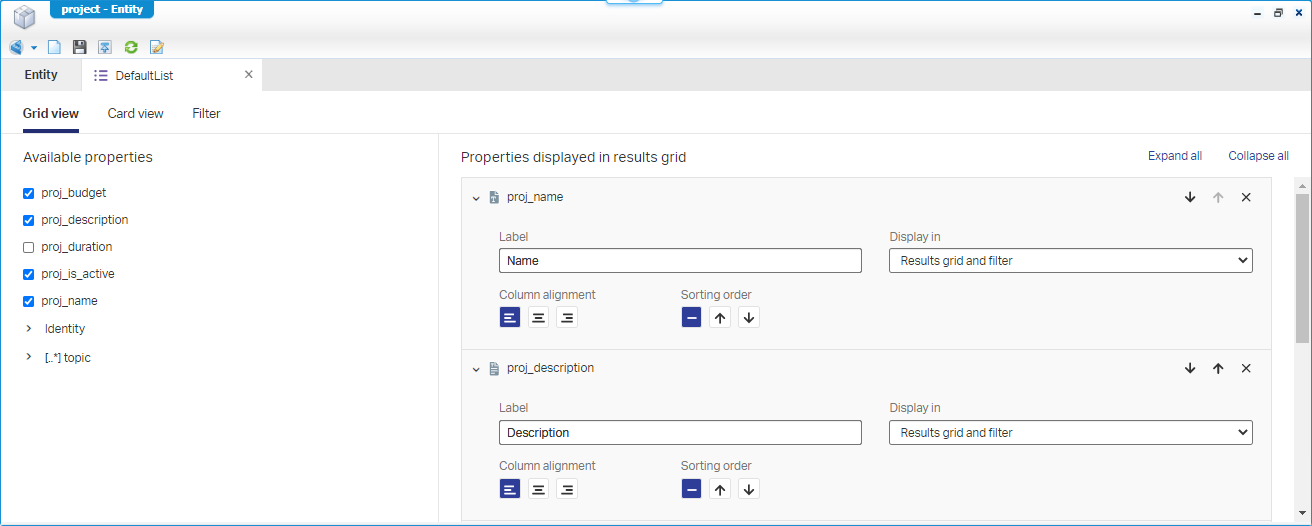 project - Entity
Entity
DefaultList
Grid view Card view Filter
Available properties
proj_budget
proj_description
proj_duration
proj_is_active
proj_name
Identity
[..*] topic
Properties displayed in results grid
Expand all Collapse all
proj_name
Label Display in
Name Results grid and filter
Column alignment Sorting order
proj_description
Label Display in
Description Results grid and filter
Column alignment Sorting order